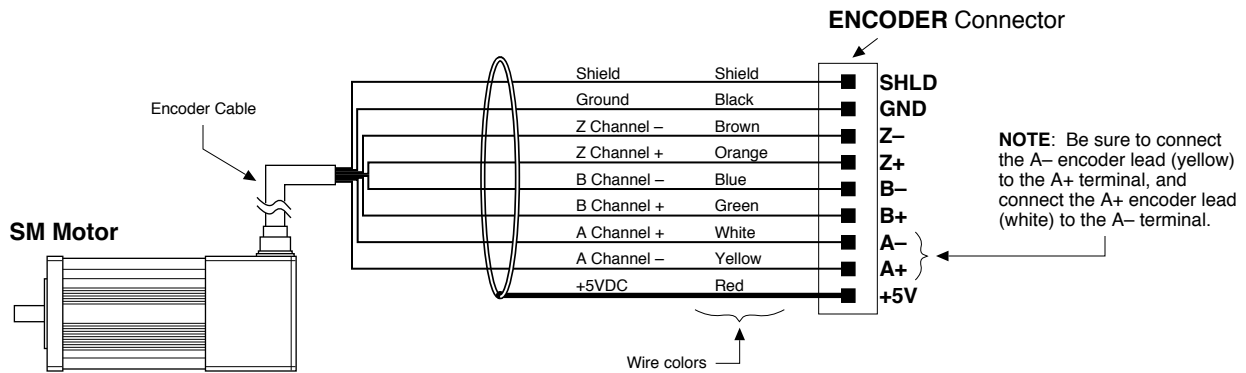 ENCODER Connector
Shield Shield SHLD
Ground Black GND
Encoder Cable
Z Channel – Brown Z–
Z Channel + Orange Z+
B Channel – Blue B–
B Channel + Green B+
A Channel + White A–
A Channel – Yellow A+
+5VDC Red +5V
NOTE: Be sure to connect
the A– encoder lead (yellow)
to the A+ terminal, and
connect the A+ encoder lead
(white) to the A– terminal.
SM Motor
Wire colors